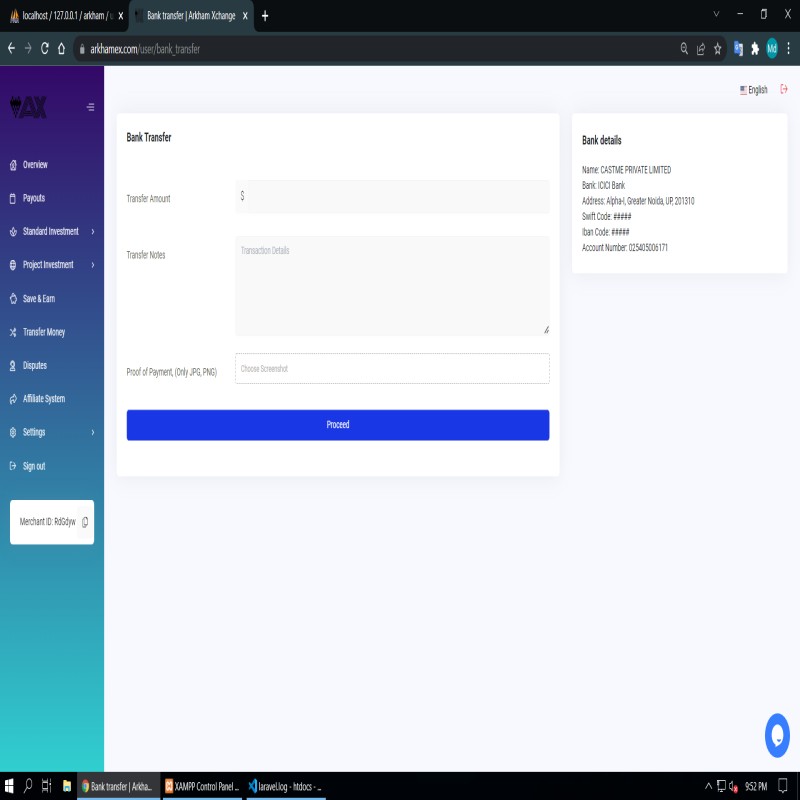 localhost / 127.0.0.1 / arkham /
Bank transfer | Arkham Xchange
arkhamex.com/user/bank_transfer
Md
AX
English
Overview
Payouts
Standard Investment
Project Investment
Save & Earn
Transfer Money
Disputes
Affiliate System
Settings
Sign out
Merchant ID: RdGdyw
Bank Transfer
Transfer Amount
$
Transfer Notes
Transaction Details
Proof of Payment, (Only JPG, PNG)
Choose Screenshot
Proceed
Bank details
Name: CASTME PRIVATE LIMITED
Bank: ICICI Bank
Address: Alpha-I, Greater Noida, UP, 201310
Swift Code: #####
Iban Code: #####
Account Number: 025405006171
Bank transfer | Arkha...
XAMPP Control Panel ...
laravel.log - htdocs - ...
9:52 PM